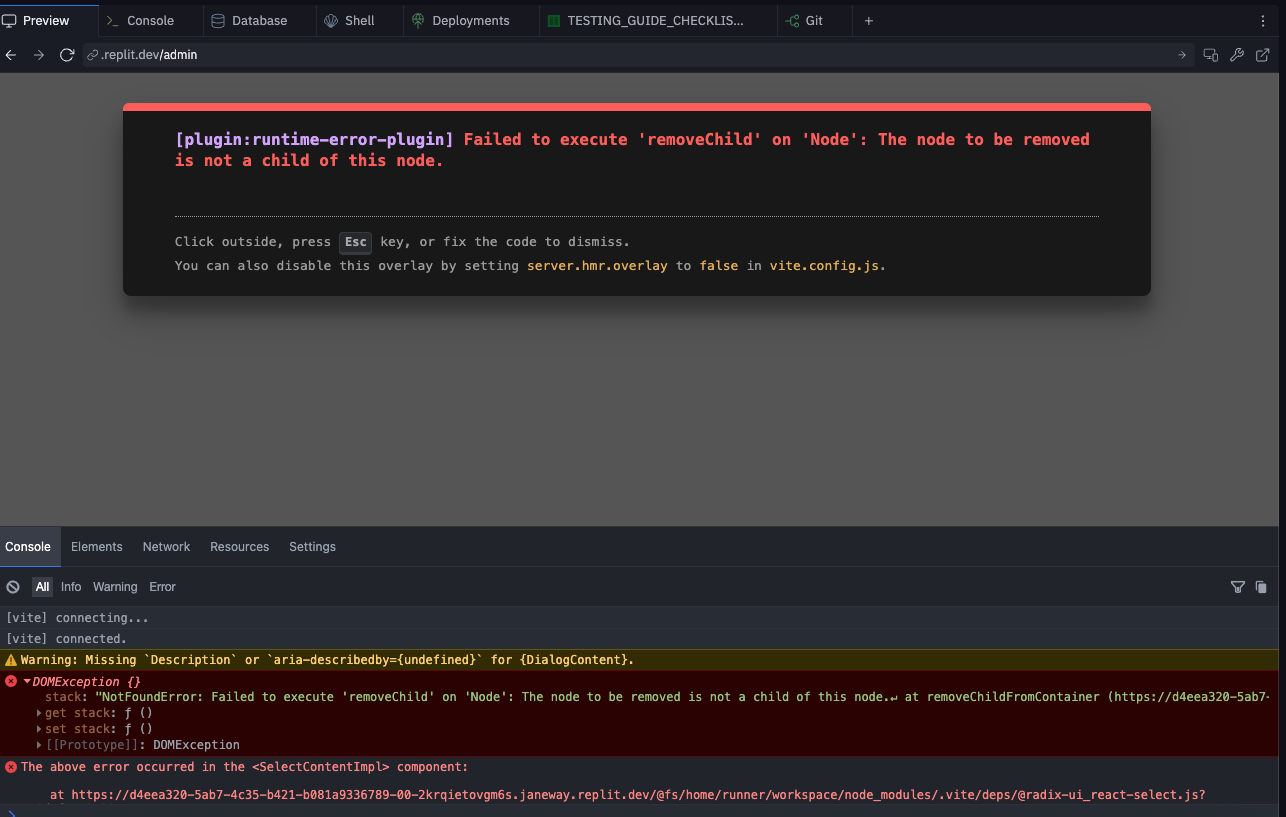 Preview Console Database Shell Deployments TESTING_GUIDE_CHECKLIS... Git
.replit.dev/admin
[plugin:runtime-error-plugin] Failed to execute 'removeChild' on 'Node': The node to be removed
is not a child of this node.
Click outside, press Esc key, or fix the code to dismiss.
You can also disable this overlay by setting server.hmr.overlay to false in vite.config.js.
Console Elements Network Resources Settings
All Info Warning Error
[vite] connecting...
[vite] connected.
Warning: Missing `Description` or `aria-describedby={undefined}` for {DialogContent}.
DOMException {}
stack: "NotFoundError: Failed to execute 'removeChild' on 'Node': The node to be removed is not a child of this node.↵ at removeChildFromContainer (https://d4eea320-5ab7-
get stack: ƒ ()
set stack: ƒ ()
[[Prototype]]: DOMException
The above error occurred in the <SelectContentImpl> component:
at https://d4eea320-5ab7-4c35-b421-b081a9336789-00-2krqietovgm6s.janeway.replit.dev/@fs/home/runner/workspace/node_modules/.vite/deps/@radix-ui_react-select.js?